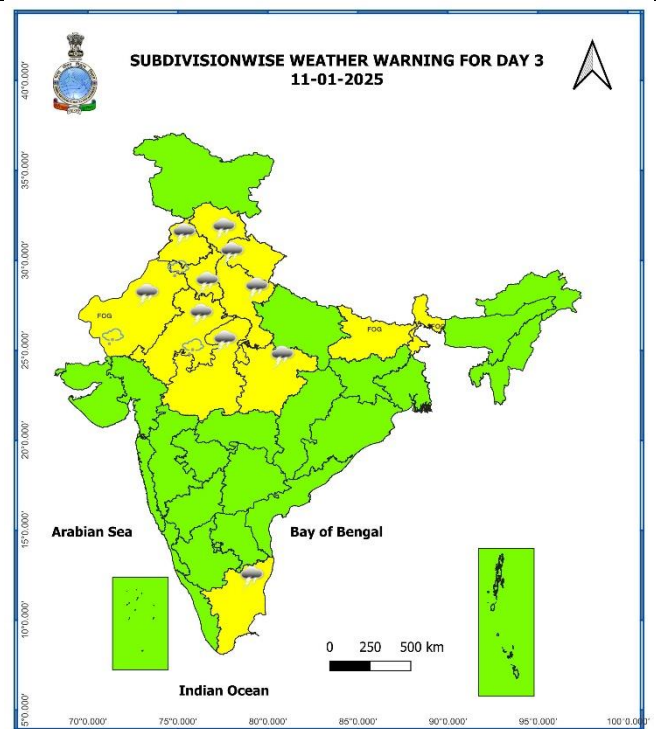 SUBDIVISIONWISE WEATHER WARNING FOR DAY 3
11-01-2025
40°0.000'
35°0.000'
30°0.000'
25°0.000'
20°0.000'
15°0.000'
10°0.000'
5°0.000'
FOG
FOG
FOG
Arabian Sea
Bay of Bengal
0 250 500 km
Indian Ocean
70°0.000' 75°0.000' 80°0.000' 85°0.000' 90°0.000' 95°0.000' 100°0.000'